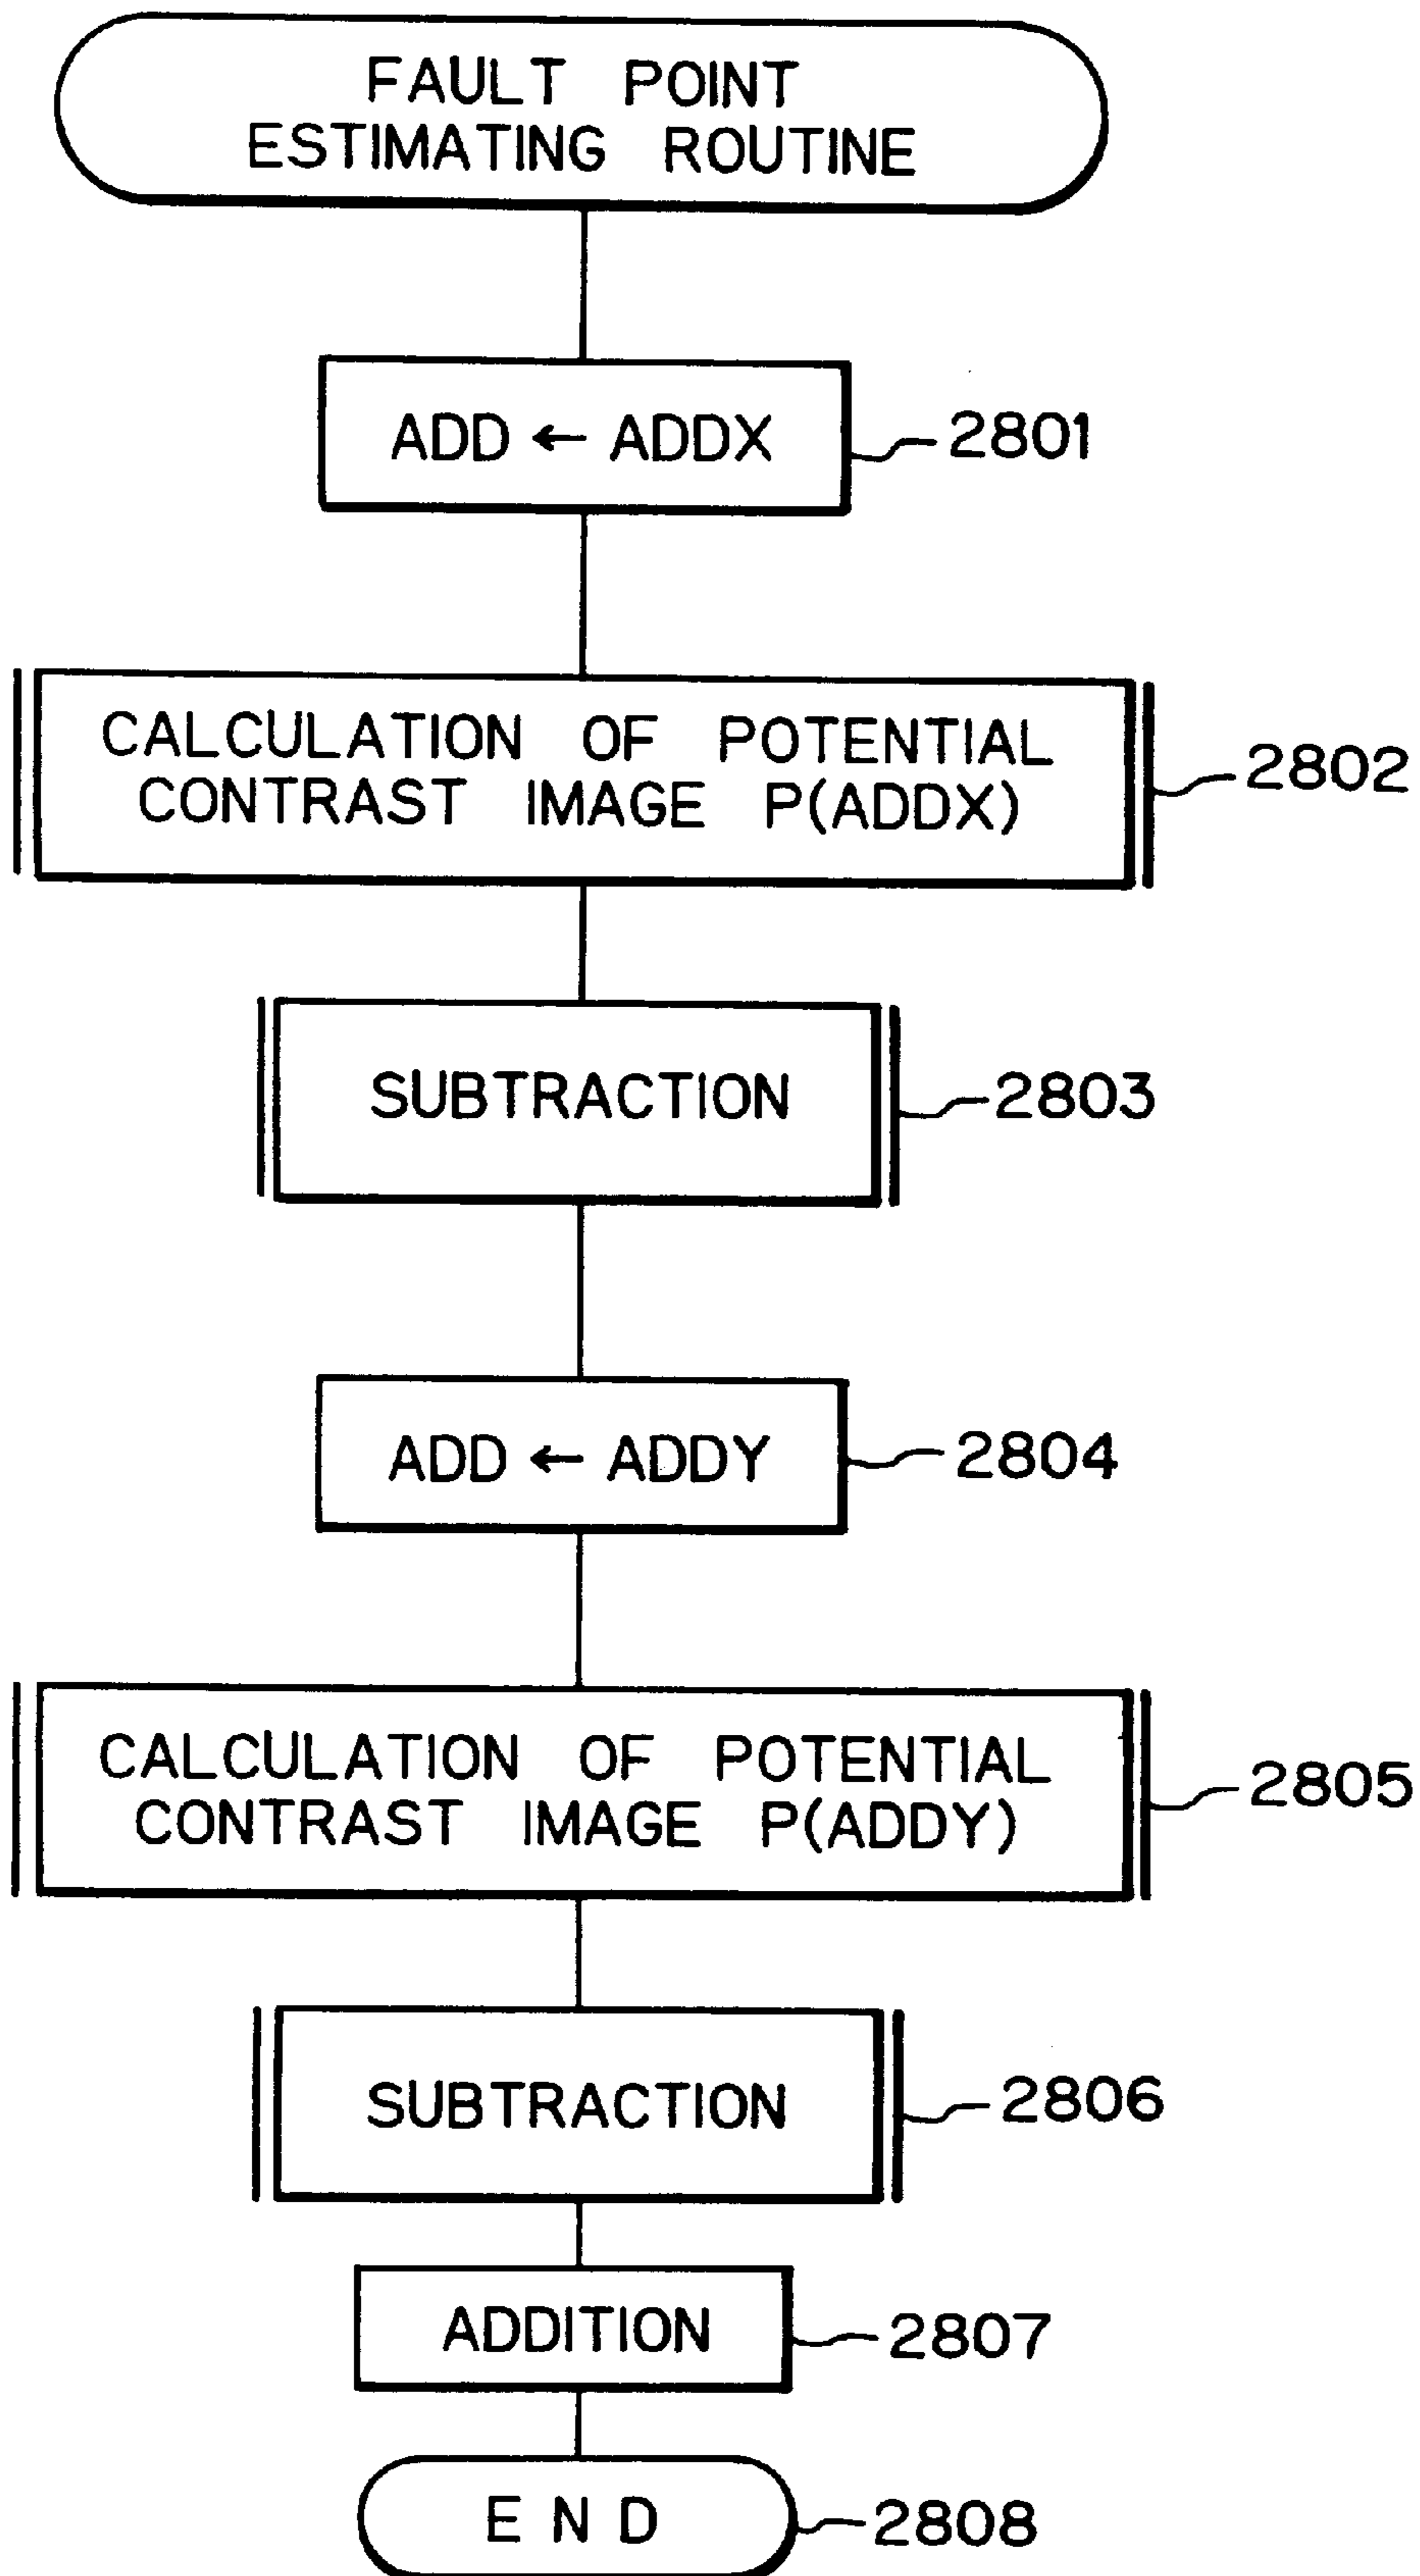 FAULT POINT
ESTIMATING ROUTINE
ADD ← ADDX
2801
CALCULATION OF POTENTIAL
CONTRAST IMAGE P(ADDX)
2802
SUBTRACTION
2803
ADD ← ADDY
2804
CALCULATION OF POTENTIAL
CONTRAST IMAGE P(ADDY)
2805
SUBTRACTION
2806
ADDITION
2807
END
2808